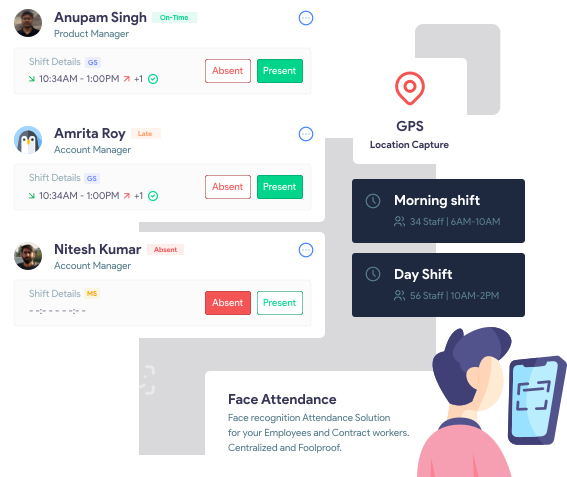 Anupam Singh On-Time
Product Manager
Shift Details GS
10:34AM - 1:00PM +1
Absent Present
Amrita Roy Late
Account Manager
Shift Details GS
10:34AM - 1:00PM +1
Absent Present
Nitesh Kumar Absent
Account Manager
Shift Details MS
- -:- - - - -:- -
Absent Present
GPS
Location Capture
Morning shift
34 Staff | 6AM-10AM
Day Shift
56 Staff | 10AM-2PM
Face Attendance
Face recognition Attendance Solution
for your Employees and Contract workers.
Centralized and Foolproof.